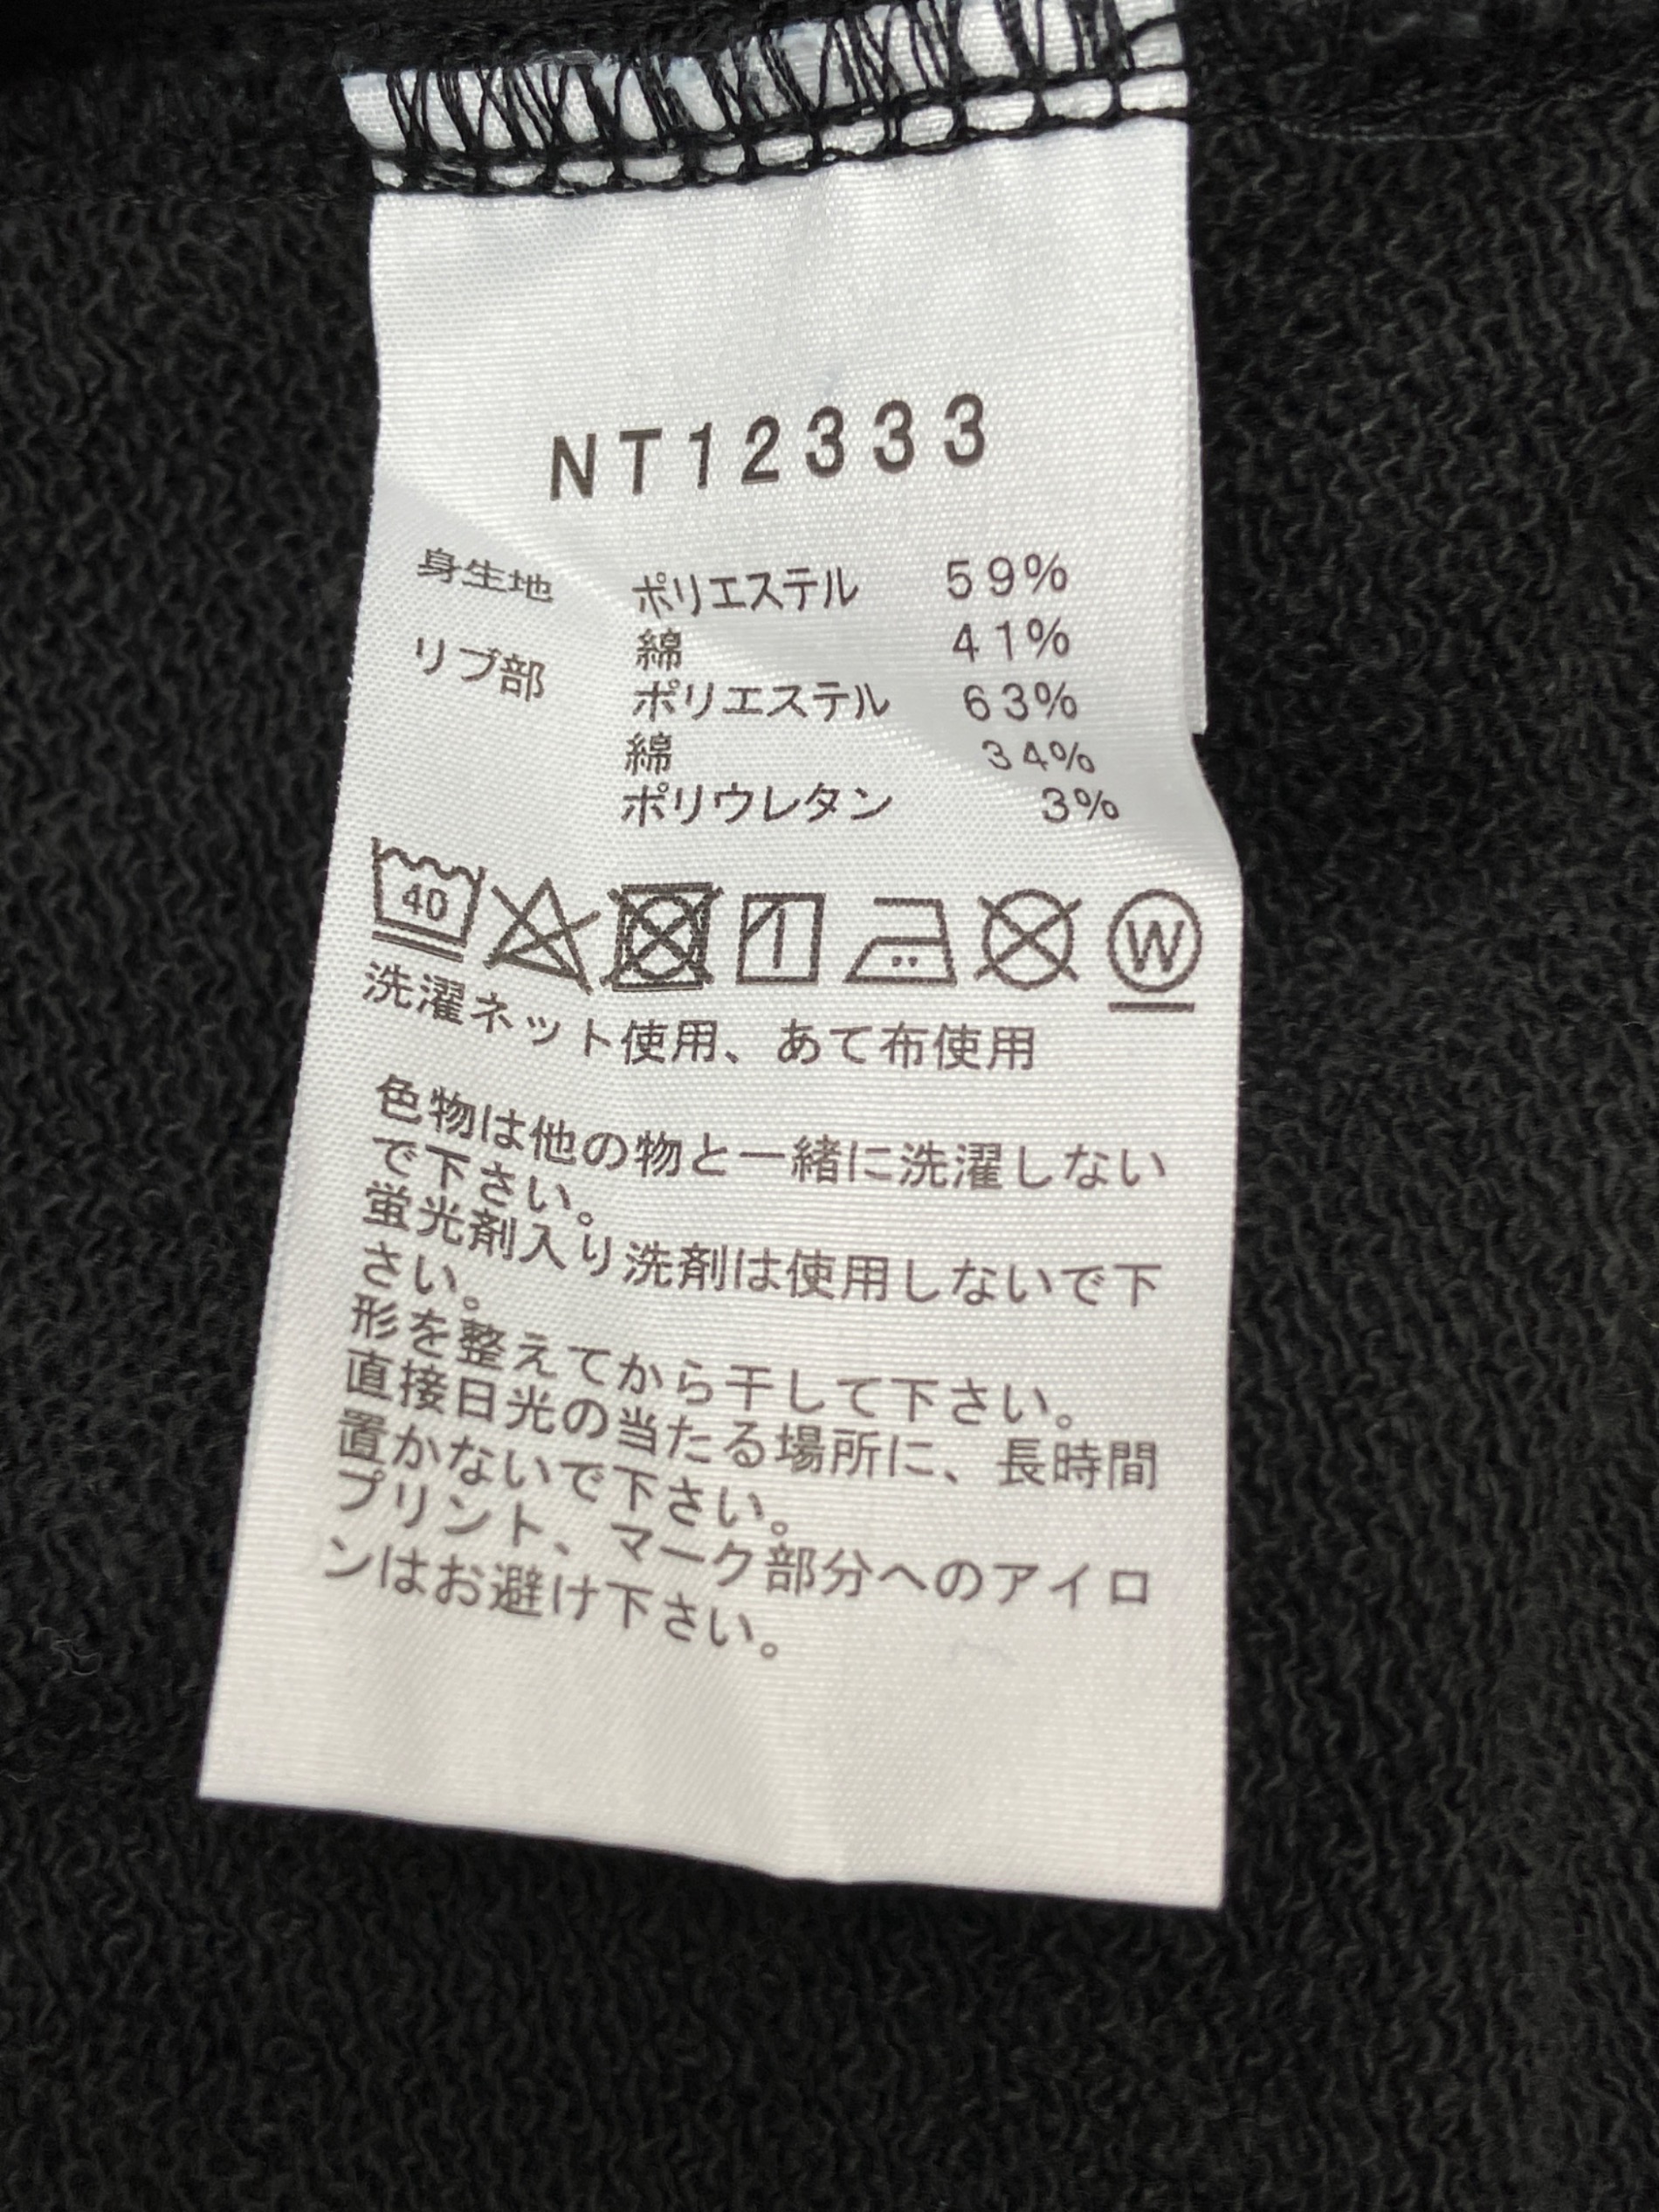 NT12333
身生地 ポリエステル 59%
綿 41%
リブ部 ポリエステル 63%
綿 34%
ポリウレタン 3%
40 W
洗濯ネット使用、あて布使用
色物は他の物と一緒に洗濯しない
で下さい。
蛍光剤入り洗剤は使用しないで下
さい。
形を整えてから干して下さい。
直接日光の当たる場所に、長時間
置かないで下さい。
プリント、マーク部分へのアイロ
ンはお避け下さい。